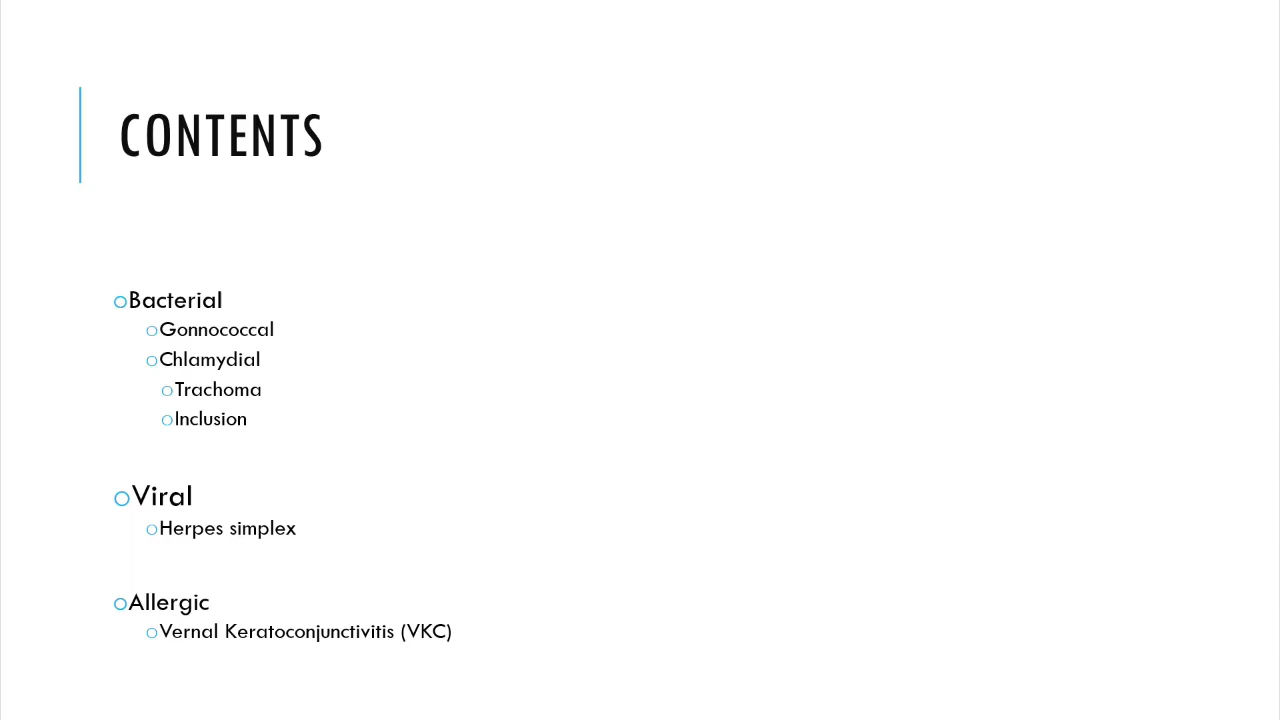 CONTENTS
Bacterial
Gonnococcal
Chlamydial
Trachoma
Inclusion
Viral
Herpes simplex
Allergic
Vernal Keratoconjunctivitis (VKC)